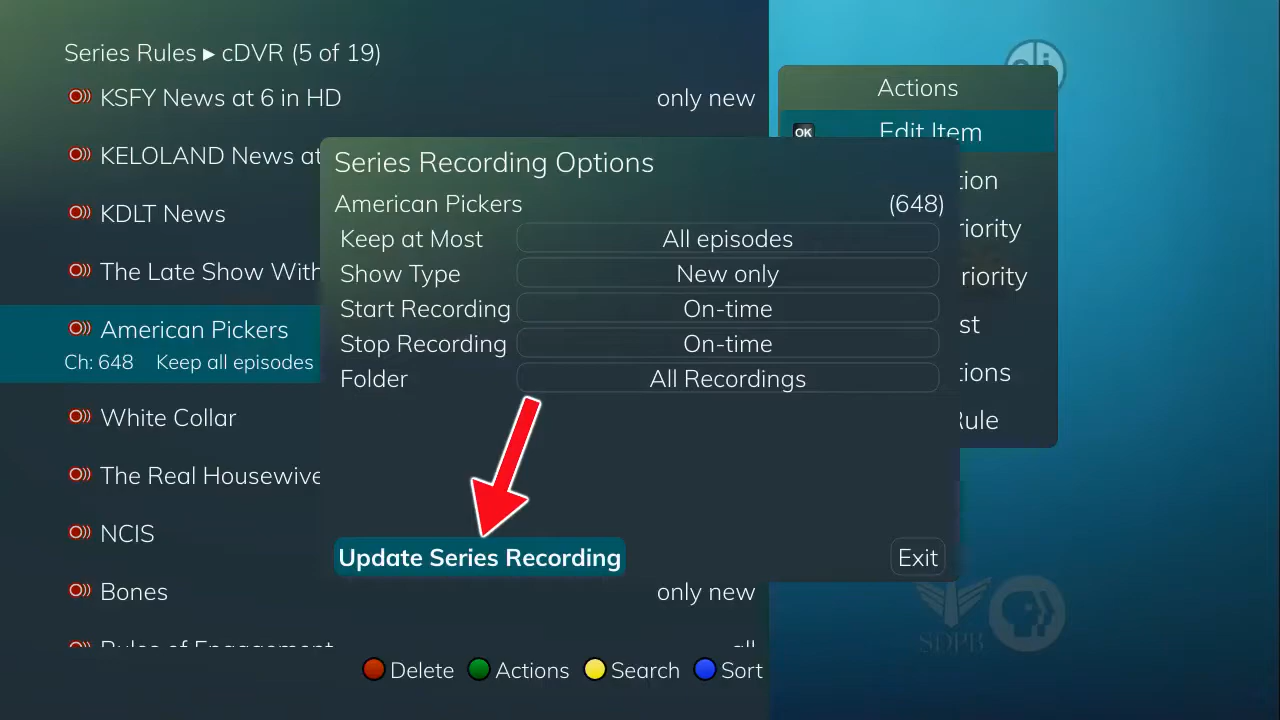 Series Rules ▸ cDVR (5 of 19)
KSFY News at 6 in HD only new
KELOLAND News at
KDLT News
The Late Show With
American Pickers
Ch: 648 Keep all episodes
White Collar
The Real Housewive
NCIS
Bones only new
Rules of Engagement all
Actions
OK Edit Item
tion
riority
riority
st
tions
Rule
Series Recording Options
American Pickers (648)
Keep at Most All episodes
Show Type New only
Start Recording On-time
Stop Recording On-time
Folder All Recordings
Update Series Recording Exit
SDPB
Delete Actions Search Sort